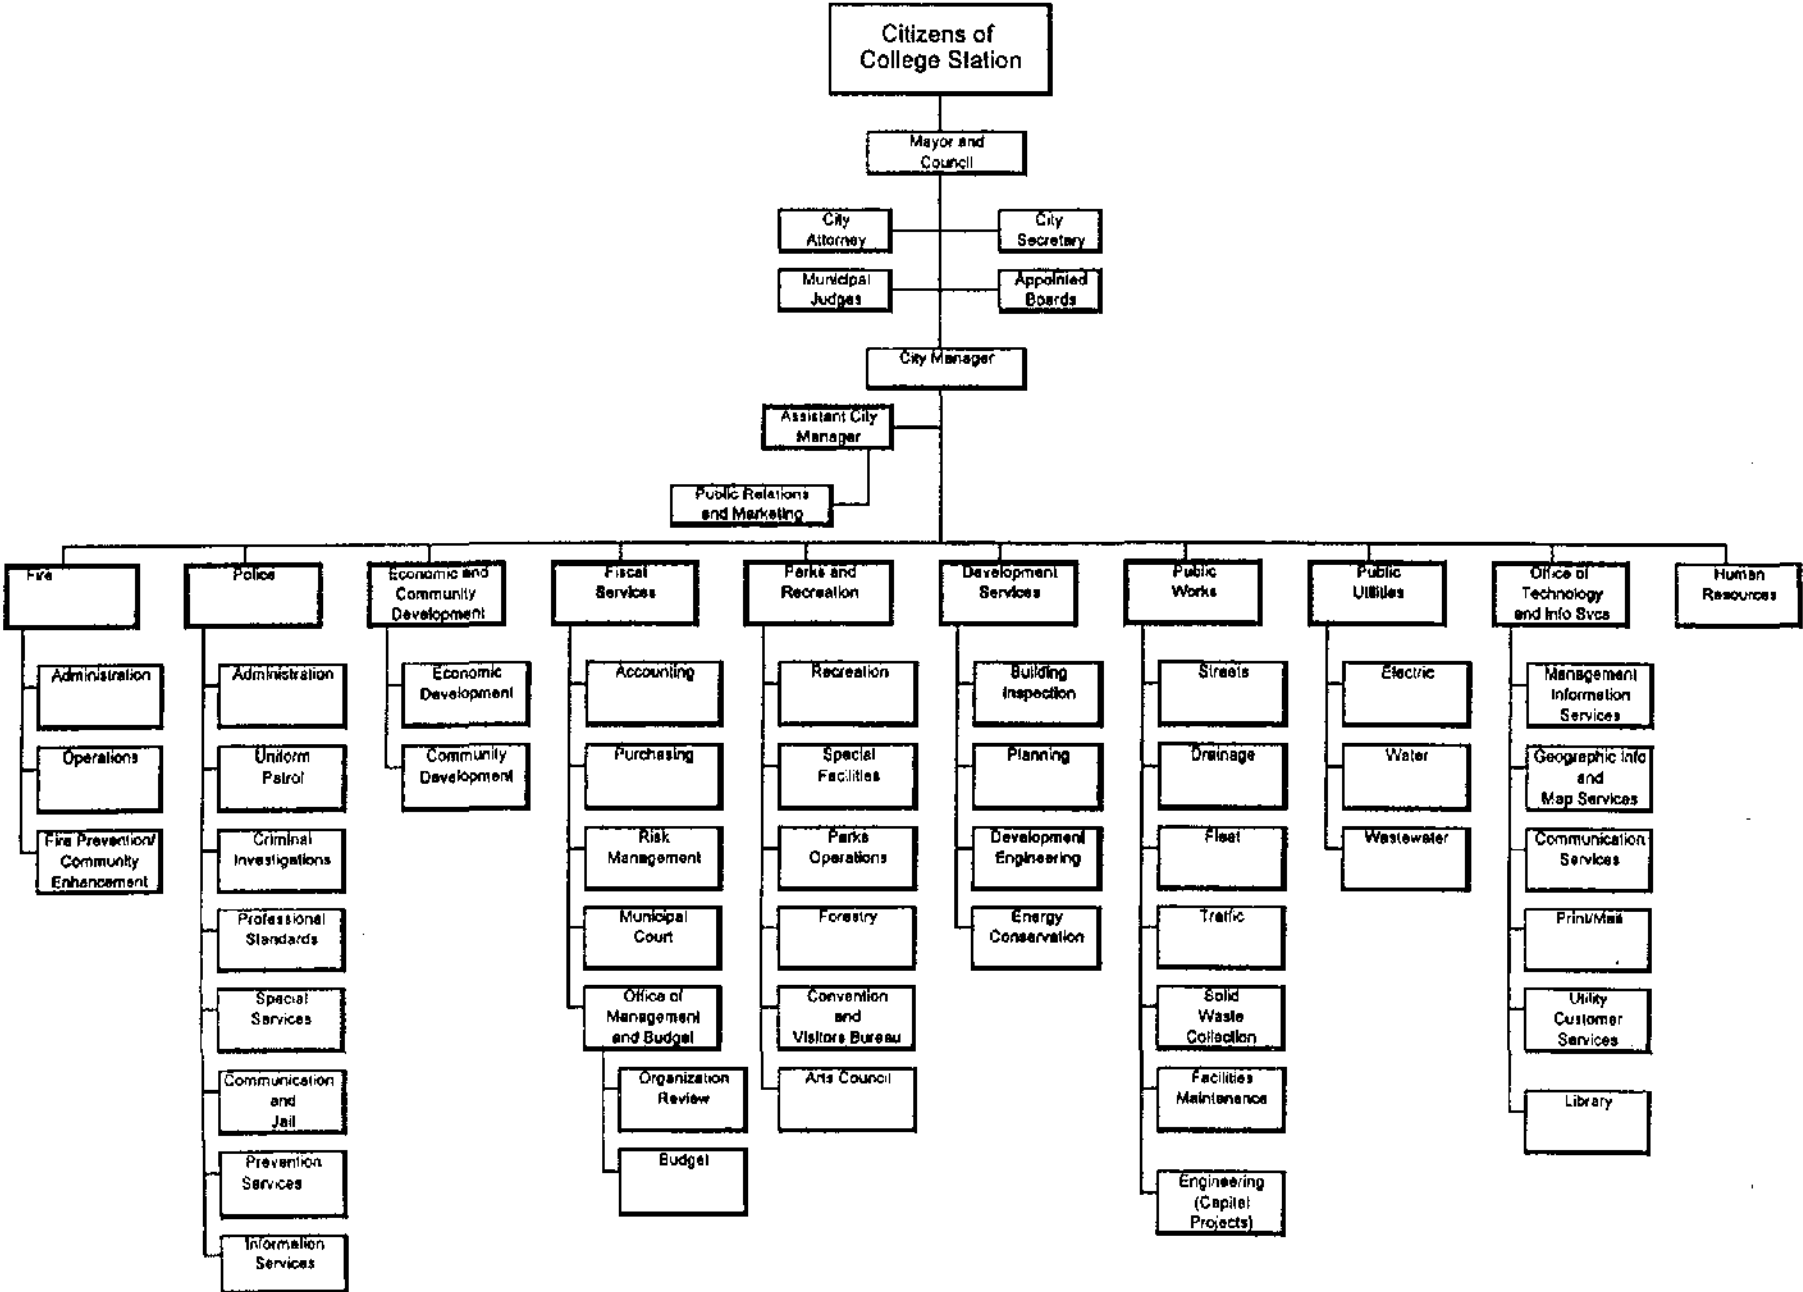 Citizens of
College Station
Mayor and
Council
City
Attorney
City
Secretary
Municipal
Judges
Appointed
Boards
City Manager
Assistant City
Manager
Public Relations
and Marketing
Fire
Police
Economic and
Community
Development
Fiscal
Services
Parks and
Recreation
Development
Services
Public
Works
Public
Utilities
Office of
Technology
and Info Svcs
Human
Resources
Administration
Operations
Fire Prevention/
Community
Enhancement
Administration
Uniform
Patrol
Criminal
Investigations
Professional
Standards
Special
Services
Communication
and
Jail
Prevention
Services
Information
Services
Economic
Development
Community
Development
Accounting
Purchasing
Risk
Management
Municipal
Court
Office of
Management
and Budget
Organization
Review
Budget
Recreation
Special
Facilities
Parks
Operations
Forestry
Convention
and
Visitors Bureau
Arts Council
Building
Inspection
Planning
Development
Engineering
Energy
Conservation
Streets
Drainage
Fleet
Traffic
Solid
Waste
Collection
Facilities
Maintenance
Engineering
(Capital
Projects)
Electric
Water
Wastewater
Management
Information
Services
Geographic Info
and
Map Services
Communication
Services
Print/Mail
Utility
Customer
Services
Library